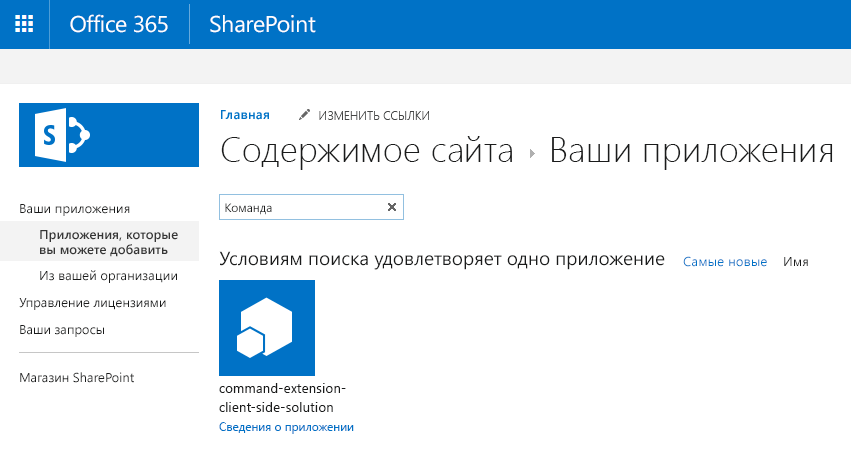 Office 365
SharePoint
Главная
ИЗМЕНИТЬ ССЫЛКИ
S
Содержимое сайта ▸ Ваши приложения
Команда
Ваши приложения
Приложения, которые
вы можете добавить
Из вашей организации
Управление лицензиями
Ваши запросы
Магазин SharePoint
Условиям поиска удовлетворяет одно приложение
Самые новые
Имя
command-extension-
client-side-solution
Сведения о приложении